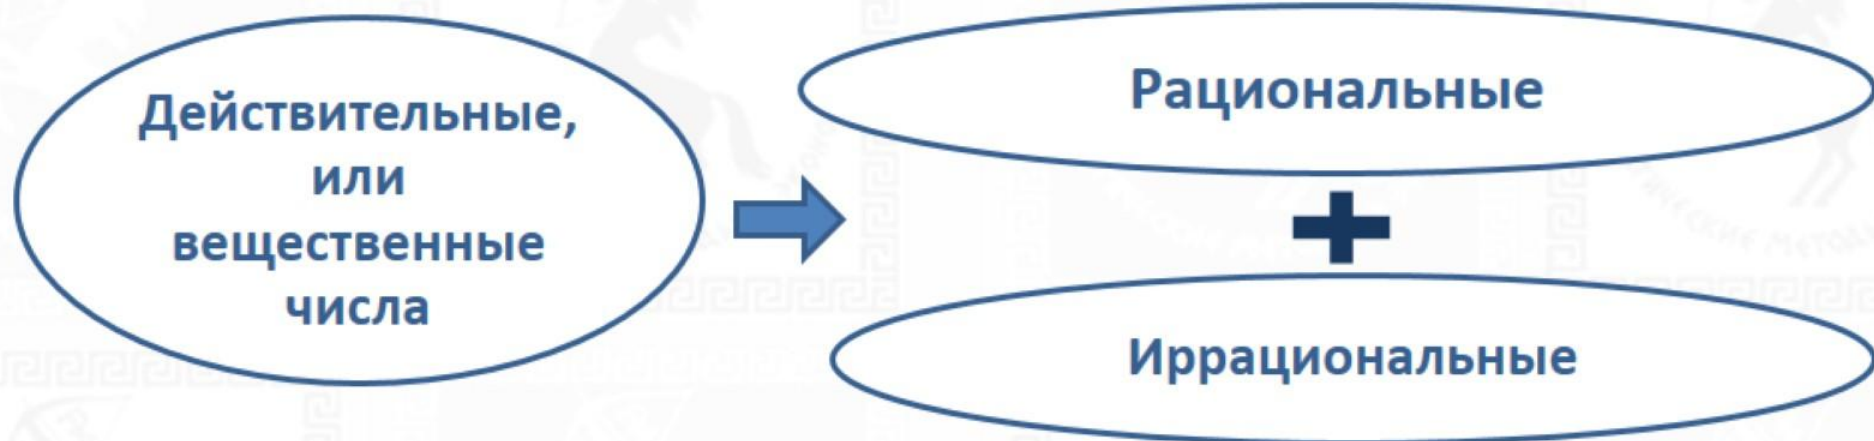 Действительные,
или
вещественные
числа
Рациональные
Иррациональные